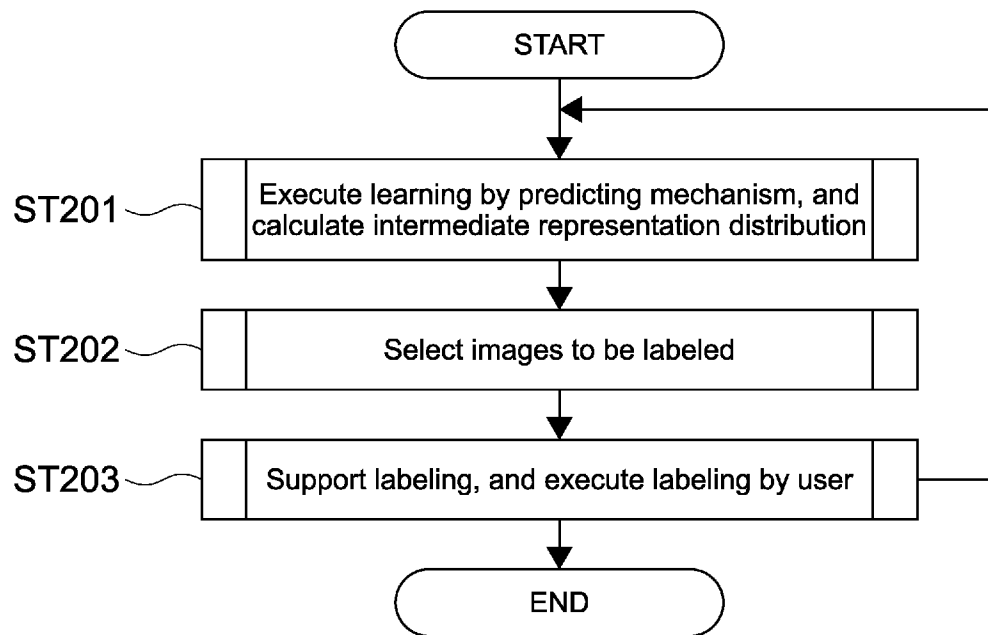 START
ST201
Execute learning by predicting mechanism, and
calculate intermediate representation distribution
ST202
Select images to be labeled
ST203
Support labeling, and execute labeling by user
END